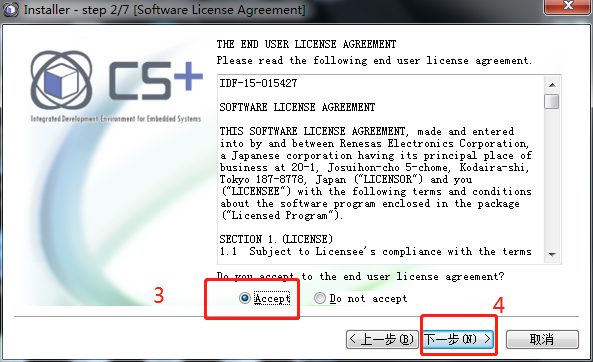 Installer - step 2/7 [Software License Agreement]
CS+
Integrated Development Environment for Embedded Systems
THE END USER LICENSE AGREEMENT
Please read the following end user license agreement.
IDF-15-015427
SOFTWARE LICENSE AGREEMENT
THIS SOFTWARE LICENSE AGREEMENT, made and entered
into by and between Renesas Electronics Corporation,
a Japanese corporation having its principal place of
business at 20-1, Josuihon-cho 5-chome, Kodaira-shi,
Tokyo 187-8778, Japan ("LICENSOR") and you
("LICENSEE") with the following terms and conditions
about the software program enclosed in the package
("Licensed Program").
SECTION 1. (LICENSE)
1.1 Subject to Licensee's compliance with the terms
Do you accept to the end user license agreement?
3
Accept
Do not accept
4
< 上一步(B)
下一步(N) >
取消